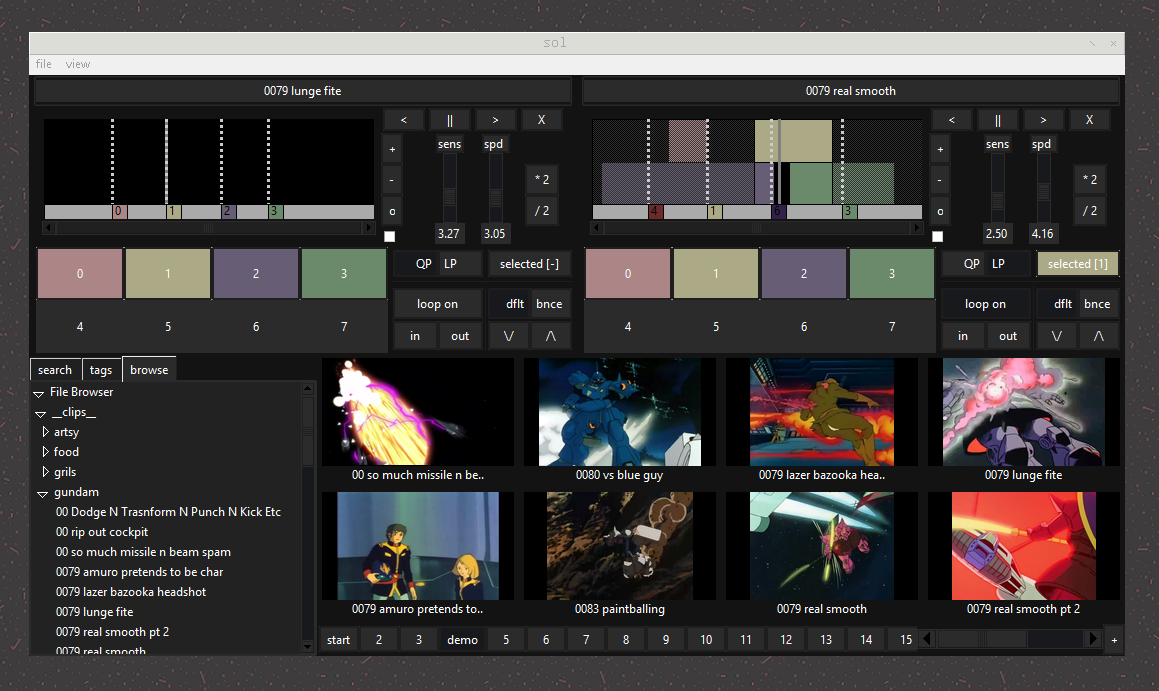 sol
file view
0079 lunge fite
0079 real smooth
< || > X
sens spd
+
-
o
* 2
/ 2
0 1 2 3
3.27 3.05
< || > X
sens spd
+
-
o
* 2
/ 2
4 1 6 3
2.50 4.16
0 1 2 3
4 5 6 7
QP LP selected [-]
loop on dflt bnce
in out \/ /\
0 1 2 3
4 5 6 7
QP LP selected [1]
loop on dflt bnce
in out \/ /\
search tags browse
File Browser
__clips__
artsy
food
grils
gundam
00 Dodge N Trasnform N Punch N Kick Etc
00 rip out cockpit
00 so much missile n beam spam
0079 amuro pretends to be char
0079 lazer bazooka headshot
0079 lunge fite
0079 real smooth pt 2
0079 real smooth
00 so much missile n be..
0080 vs blue guy
0079 lazer bazooka hea..
0079 lunge fite
0079 amuro pretends to..
0083 paintballing
0079 real smooth
0079 real smooth pt 2
start 2 3 demo 5 6 7 8 9 10 11 12 13 14 15 +